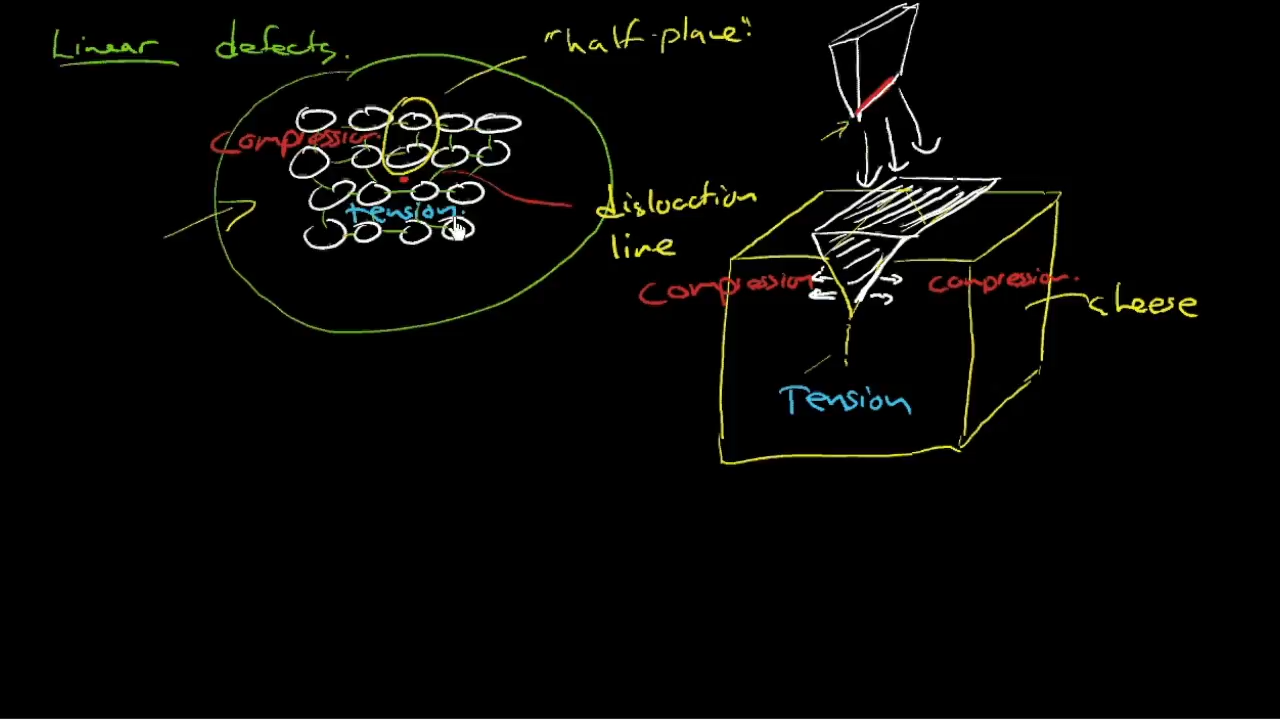 Linear defects.
"half-plane"
compression
tension.
dislocation
line
compression
compression.
cheese
Tension